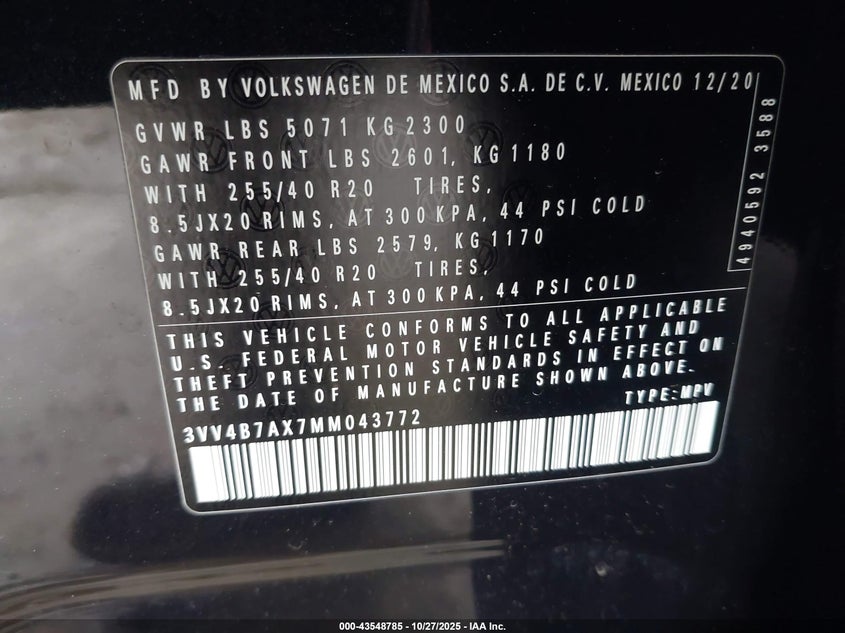 MFD BY VOLKSWAGEN DE MEXICO S.A. DE C.V. MEXICO 12/20
GVWR LBS 5071 KG 2300
GAWR FRONT LBS 2601, KG 1180
WITH 255/40 R20 TIRES,
8.5JX20 RIMS, AT 300 KPA, 44 PSI COLD
GAWR REAR LBS 2579, KG 1170
WITH 255/40 R20 TIRES,
8.5JX20 RIMS, AT 300 KPA, 44 PSI COLD
4940592 3588
THIS VEHICLE CONFORMS TO ALL APPLICABLE
U.S. FEDERAL MOTOR VEHICLE SAFETY AND
THEFT PREVENTION STANDARDS IN EFFECT ON
THE DATE OF MANUFACTURE SHOWN ABOVE.
TYPE:MPV
3VV4B7AX7MM043772
000-43548785 - 10/27/2025 - IAA Inc.